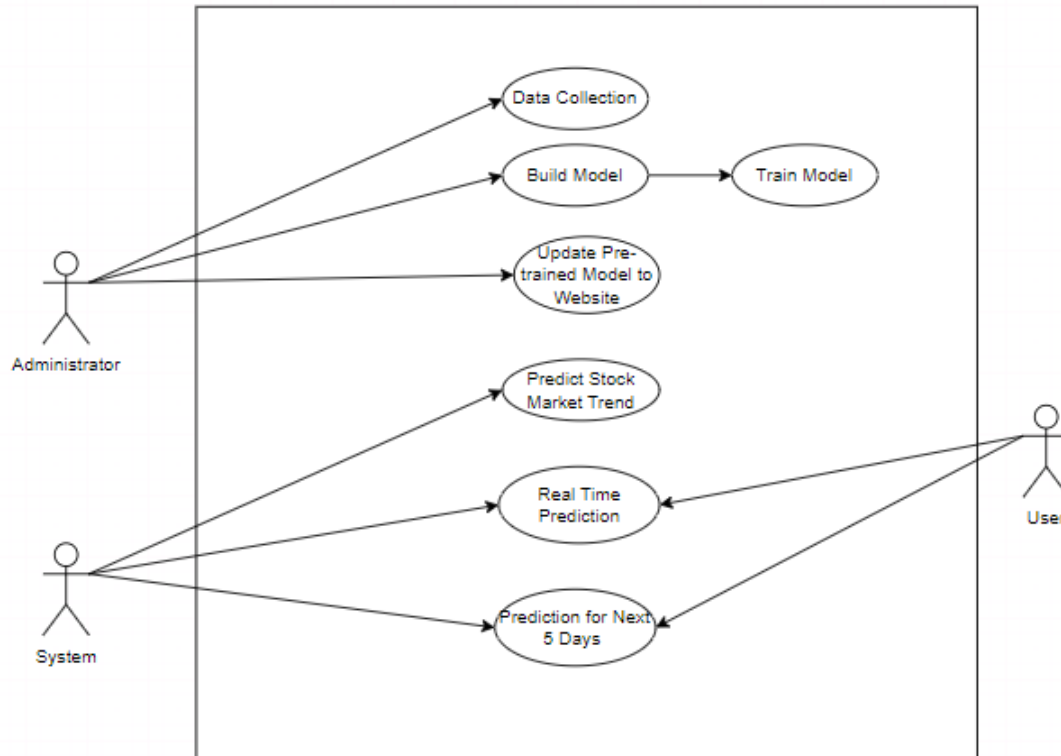 Data Collection
Build Model
Train Model
Update Pre-
trained Model to
Website
Administrator
Predict Stock
Market Trend
Real Time
Prediction
User
Prediction for Next
5 Days
System